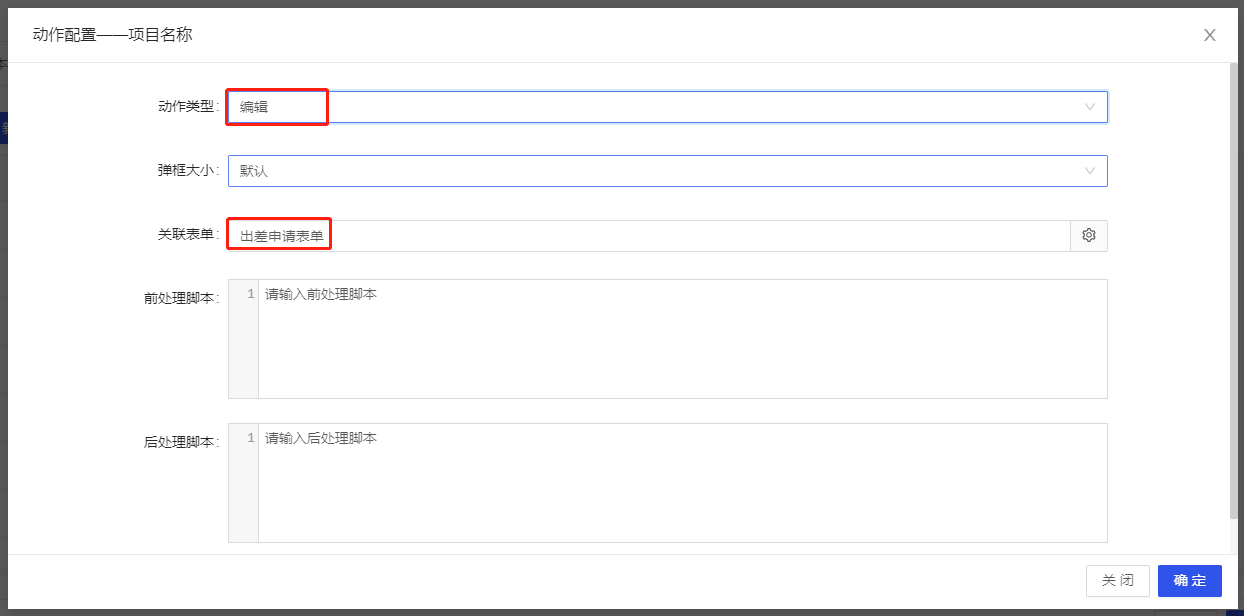 动作配置——项目名称
动作类型: 编辑
弹框大小: 默认
关联表单: 出差申请表单
前处理脚本: 1 请输入前处理脚本
后处理脚本: 1 请输入后处理脚本
关闭 确定